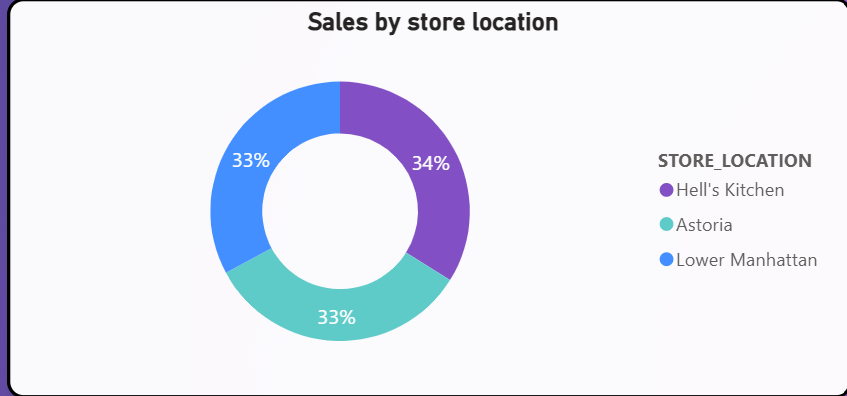 Sales by store location
33%
34%
33%
STORE_LOCATION
Hell's Kitchen
Astoria
Lower Manhattan